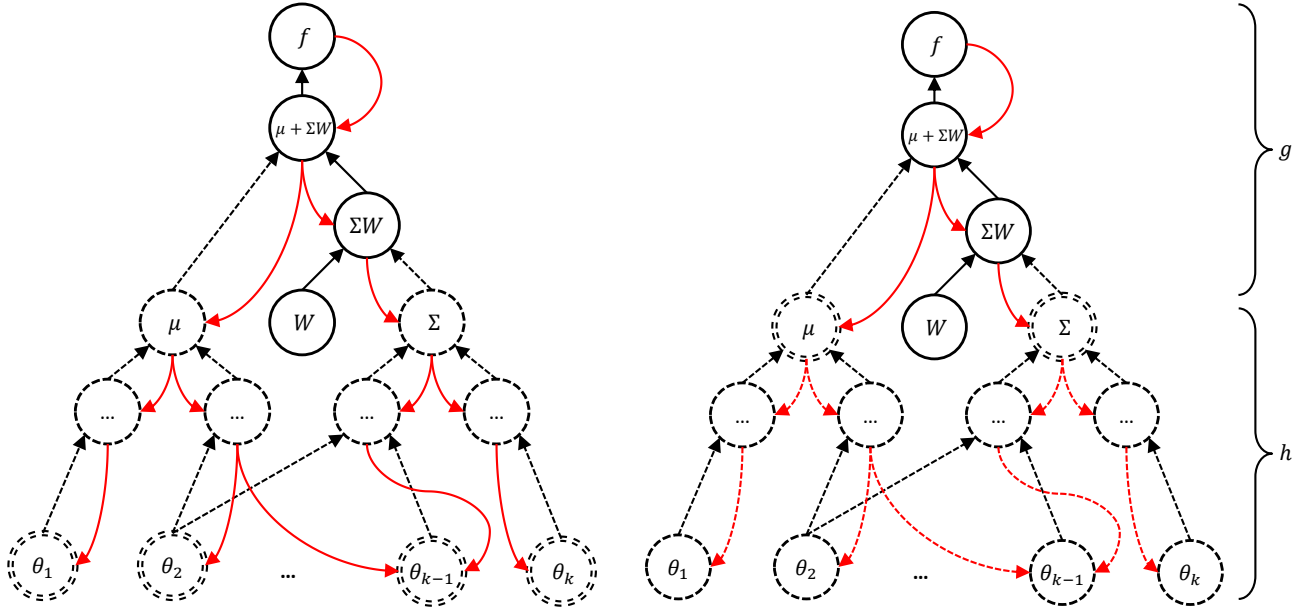 f f
μ + ΣW μ + ΣW g
ΣW ΣW
μ W Σ μ W Σ
... ... ... ... ... ... ... ...
h
θ₁ θ₂ ... θₖ₋₁ θₖ θ₁ θ₂ ... θₖ₋₁ θₖ